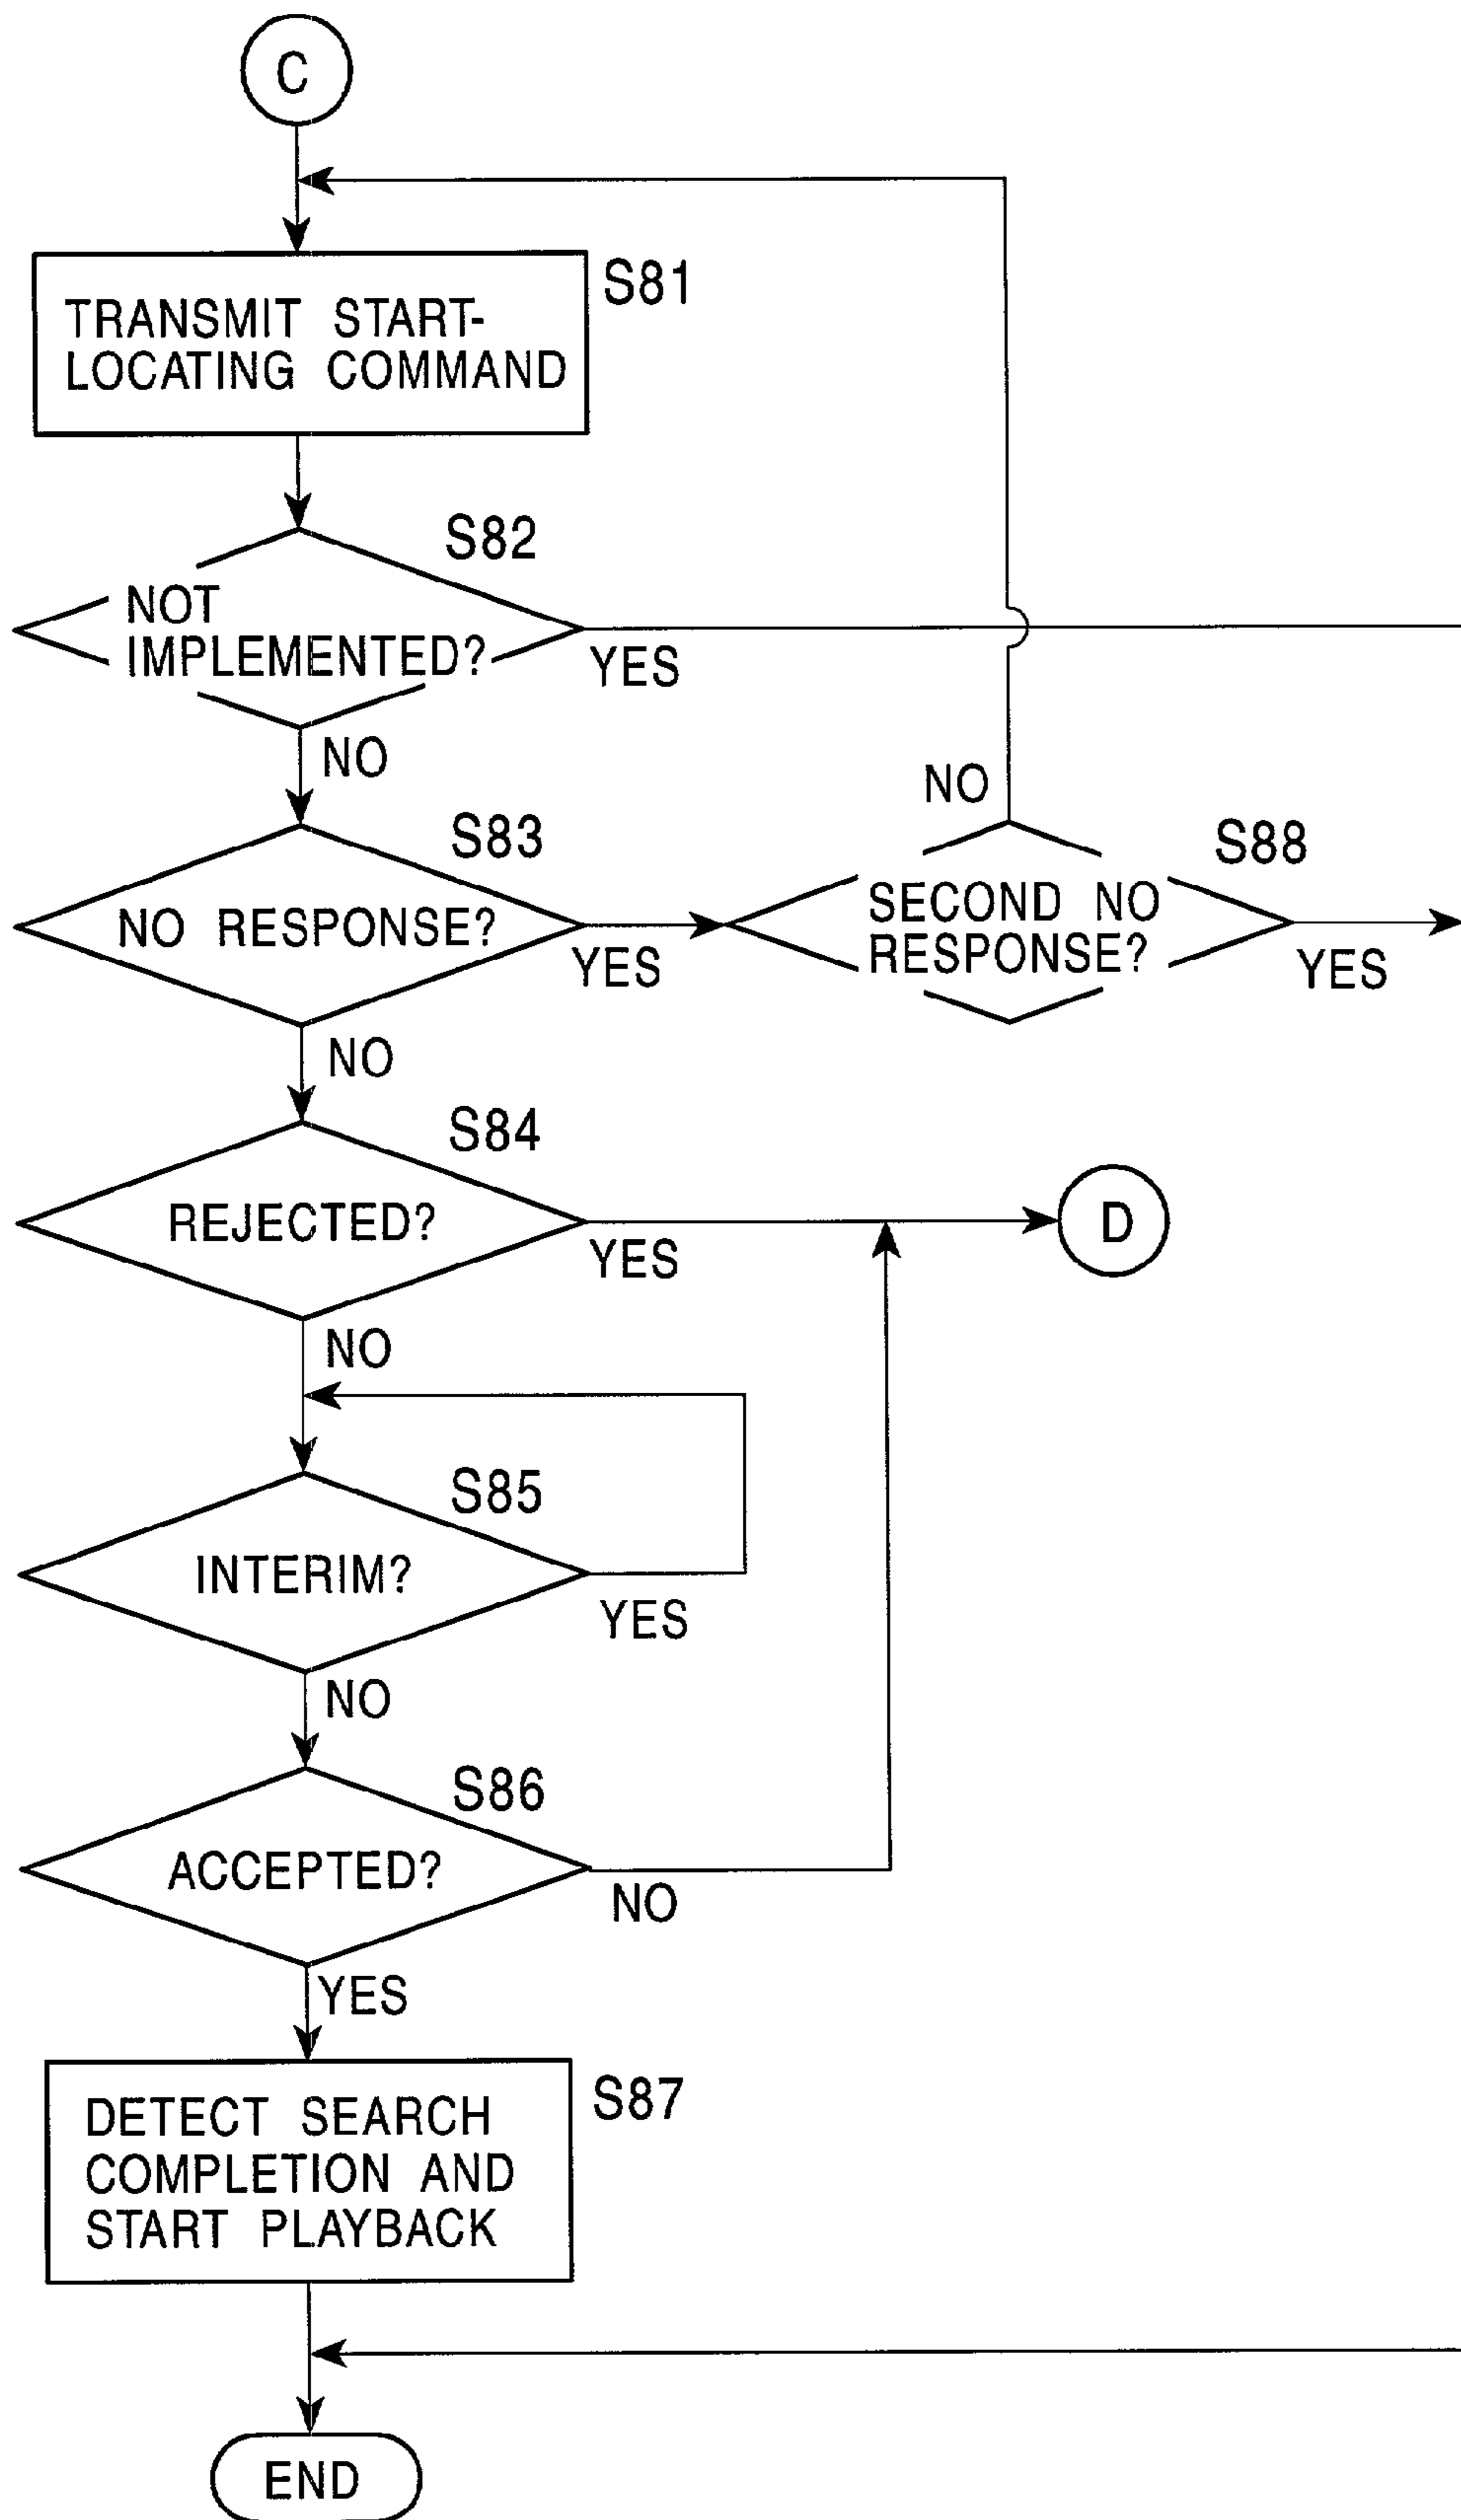 C
S81
TRANSMIT START-
LOCATING COMMAND
S82
NOT
IMPLEMENTED?
YES
NO
NO
S83
NO RESPONSE?
YES
S88
SECOND NO
RESPONSE?
YES
NO
S84
REJECTED?
YES
D
NO
S85
INTERIM?
YES
NO
S86
ACCEPTED?
NO
YES
S87
DETECT SEARCH
COMPLETION AND
START PLAYBACK
END